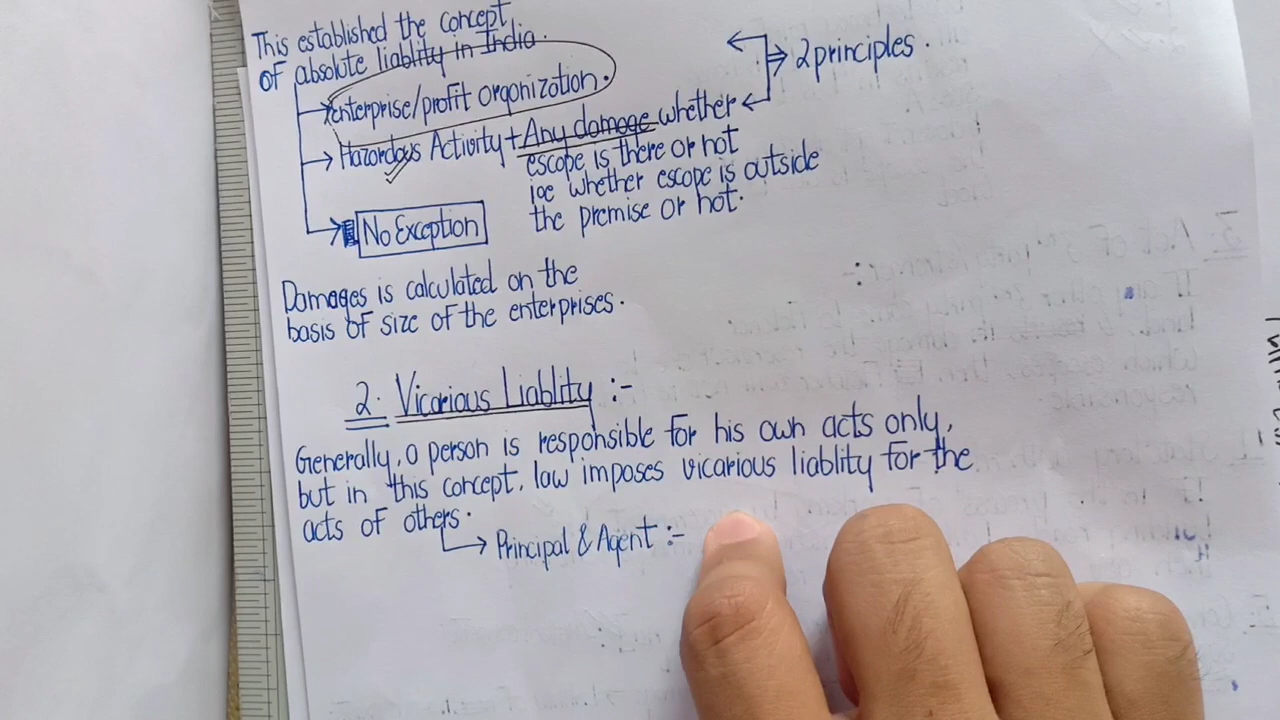 This established the concept
of absolute liablity in India.
enterprise/profit organization.
Hazardous Activity + Any damage whether
escape is there or not
ice whether escape is outside
the premise or not.
2 principles.
No Exception
Damages is calculated on the
basis of size of the enterprises.
2. Vicarious Liablity :-
Generally, a person is responsible for his own acts only,
but in this concept, law imposes vicarious liablity for the
acts of others.
Principal & Agent :-